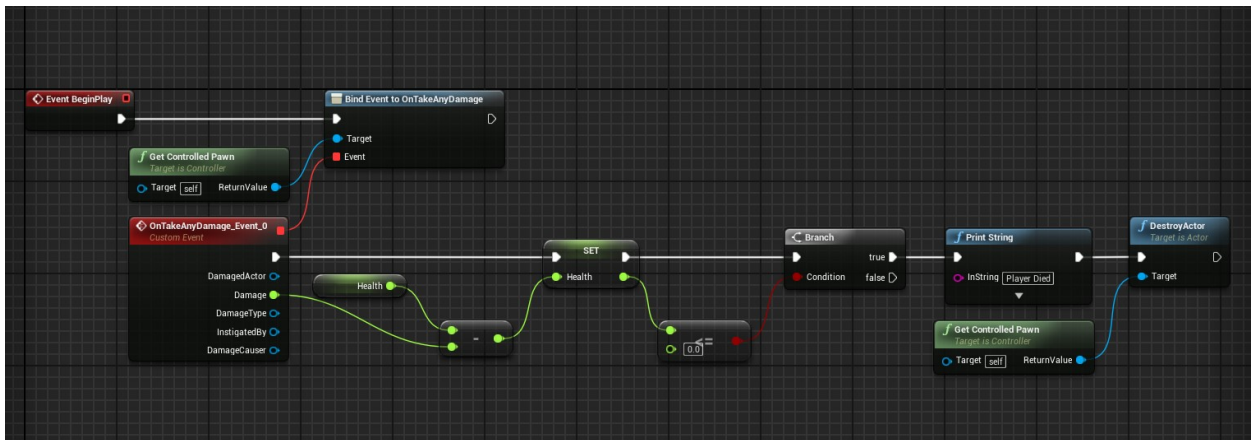 Event BeginPlay
Bind Event to OnTakeAnyDamage
Target
Event
Get Controlled Pawn
Target is Controller
Target self ReturnValue
OnTakeAnyDamage_Event_0
Custom Event
DamagedActor
Damage
DamageType
InstigatedBy
DamageCauser
Health
-
SET
Health
<=
0.0
Branch
true
Condition false
Print String
InString Player Died
DestroyActor
Target is Actor
Target
Get Controlled Pawn
Target is Controller
Target self ReturnValue